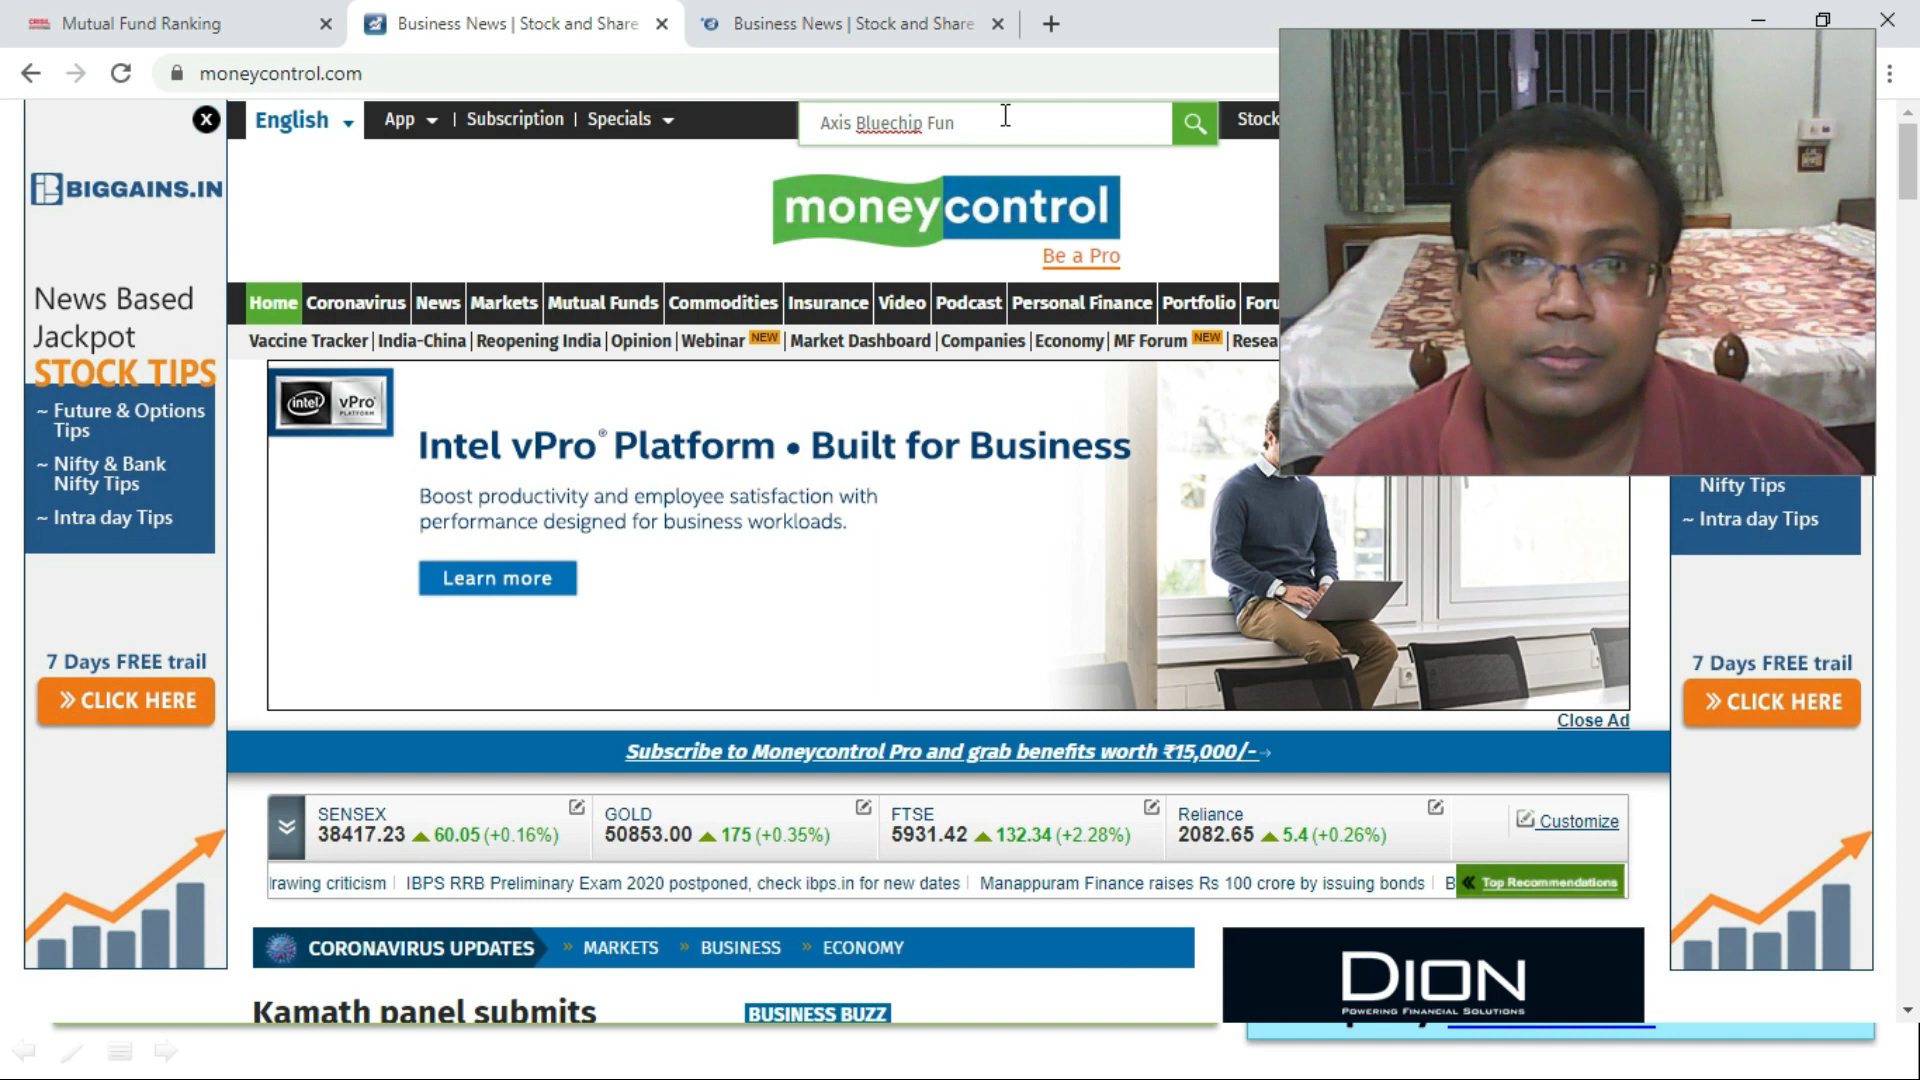 Mutual Fund Ranking
Business News | Stock and Share
Business News | Stock and Share
moneycontrol.com
English
App | Subscription | Specials
Axis Bluechip Fun
Stock
X
BIGGAINS.IN
News Based
Jackpot
STOCK TIPS
~ Future & Options
Tips
~ Nifty & Bank
Nifty Tips
~ Intra day Tips
7 Days FREE trail
» CLICK HERE
moneycontrol
Be a Pro
Home Coronavirus News Markets Mutual Funds Commodities Insurance Video Podcast Personal Finance Portfolio Foru
Vaccine Tracker | India-China | Reopening India | Opinion | Webinar NEW | Market Dashboard | Companies | Economy | MF Forum NEW | Resea
intel vPro
PLATFORM
Intel vPro® Platform • Built for Business
Boost productivity and employee satisfaction with
performance designed for business workloads.
Learn more
Close Ad
Nifty Tips
~ Intra day Tips
7 Days FREE trail
» CLICK HERE
Subscribe to Moneycontrol Pro and grab benefits worth ₹15,000/-→
SENSEX
38417.23 ▲ 60.05 (+0.16%)
GOLD
50853.00 ▲ 175 (+0.35%)
FTSE
5931.42 ▲ 132.34 (+2.28%)
Reliance
2082.65 ▲ 5.4 (+0.26%)
Customize
lrawing criticism | IBPS RRB Preliminary Exam 2020 postponed, check ibps.in for new dates | Manappuram Finance raises Rs 100 crore by issuing bonds | B
« Top Recommendations
CORONAVIRUS UPDATES » MARKETS » BUSINESS » ECONOMY
Kamath panel submits
BUSINESS BUZZ
DION
POWERING FINANCIAL SOLUTIONS